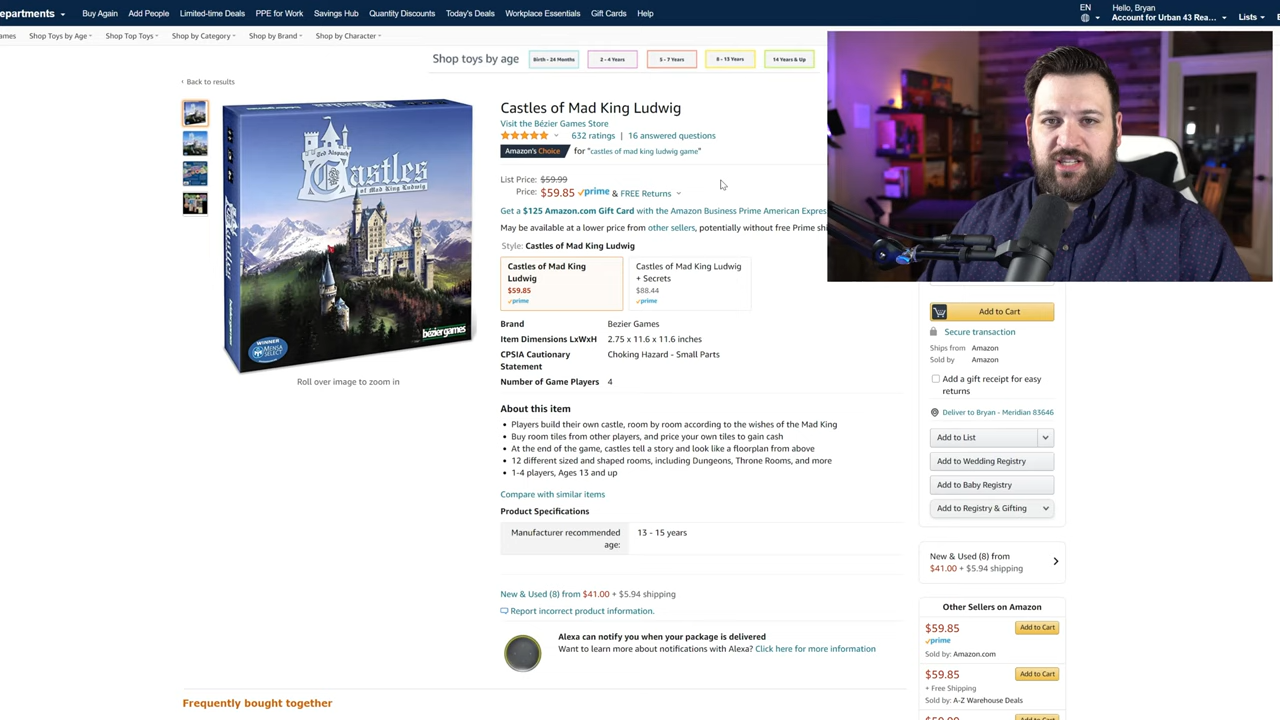 epartments
Buy Again
Add People
Limited-time Deals
PPE for Work
Savings Hub
Quantity Discounts
Today's Deals
Workplace Essentials
Gift Cards
Help
EN
Hello, Bryan
Account for Urban 43 Rea...
Lists
ames
Shop Toys by Age
Shop Top Toys
Shop by Category
Shop by Brand
Shop by Character
Shop toys by age
Birth - 24 Months
2 - 4 Years
5 - 7 Years
8 - 13 Years
14 Years & Up
‹ Back to results
Ted Alspach
Castles
of Mad King Ludwig
WINNER
MENSA
SELECT
béziergames
Roll over image to zoom in
Castles of Mad King Ludwig
Visit the Bézier Games Store
632 ratings | 16 answered questions
Amazon's Choice for "castles of mad king ludwig game"
List Price: $59.99
Price: $59.85 prime & FREE Returns
Get a $125 Amazon.com Gift Card with the Amazon Business Prime American Expres
May be available at a lower price from other sellers, potentially without free Prime shi
Style: Castles of Mad King Ludwig
Castles of Mad King
Ludwig
$59.85
prime
Castles of Mad King Ludwig
+ Secrets
$88.44
prime
Brand Bezier Games
Item Dimensions LxWxH 2.75 x 11.6 x 11.6 inches
CPSIA Cautionary Choking Hazard - Small Parts
Statement
Number of Game Players 4
About this item
• Players build their own castle, room by room according to the wishes of the Mad King
• Buy room tiles from other players, and price your own tiles to gain cash
• At the end of the game, castles tell a story and look like a floorplan from above
• 12 different sized and shaped rooms, including Dungeons, Throne Rooms, and more
• 1-4 players, Ages 13 and up
Compare with similar items
Product Specifications
Manufacturer recommended 13 - 15 years
age:
New & Used (8) from $41.00 + $5.94 shipping
Report incorrect product information.
Alexa can notify you when your package is delivered
Want to learn more about notifications with Alexa? Click here for more information
Frequently bought together
Add to Cart
Secure transaction
Ships from Amazon
Sold by Amazon
Add a gift receipt for easy
returns
Deliver to Bryan - Meridian 83646
Add to List
Add to Wedding Registry
Add to Baby Registry
Add to Registry & Gifting
New & Used (8) from
$41.00 + $5.94 shipping
Other Sellers on Amazon
$59.85
Add to Cart
prime
Sold by: Amazon.com
$59.85
Add to Cart
+ Free Shipping
Sold by: A-Z Warehouse Deals